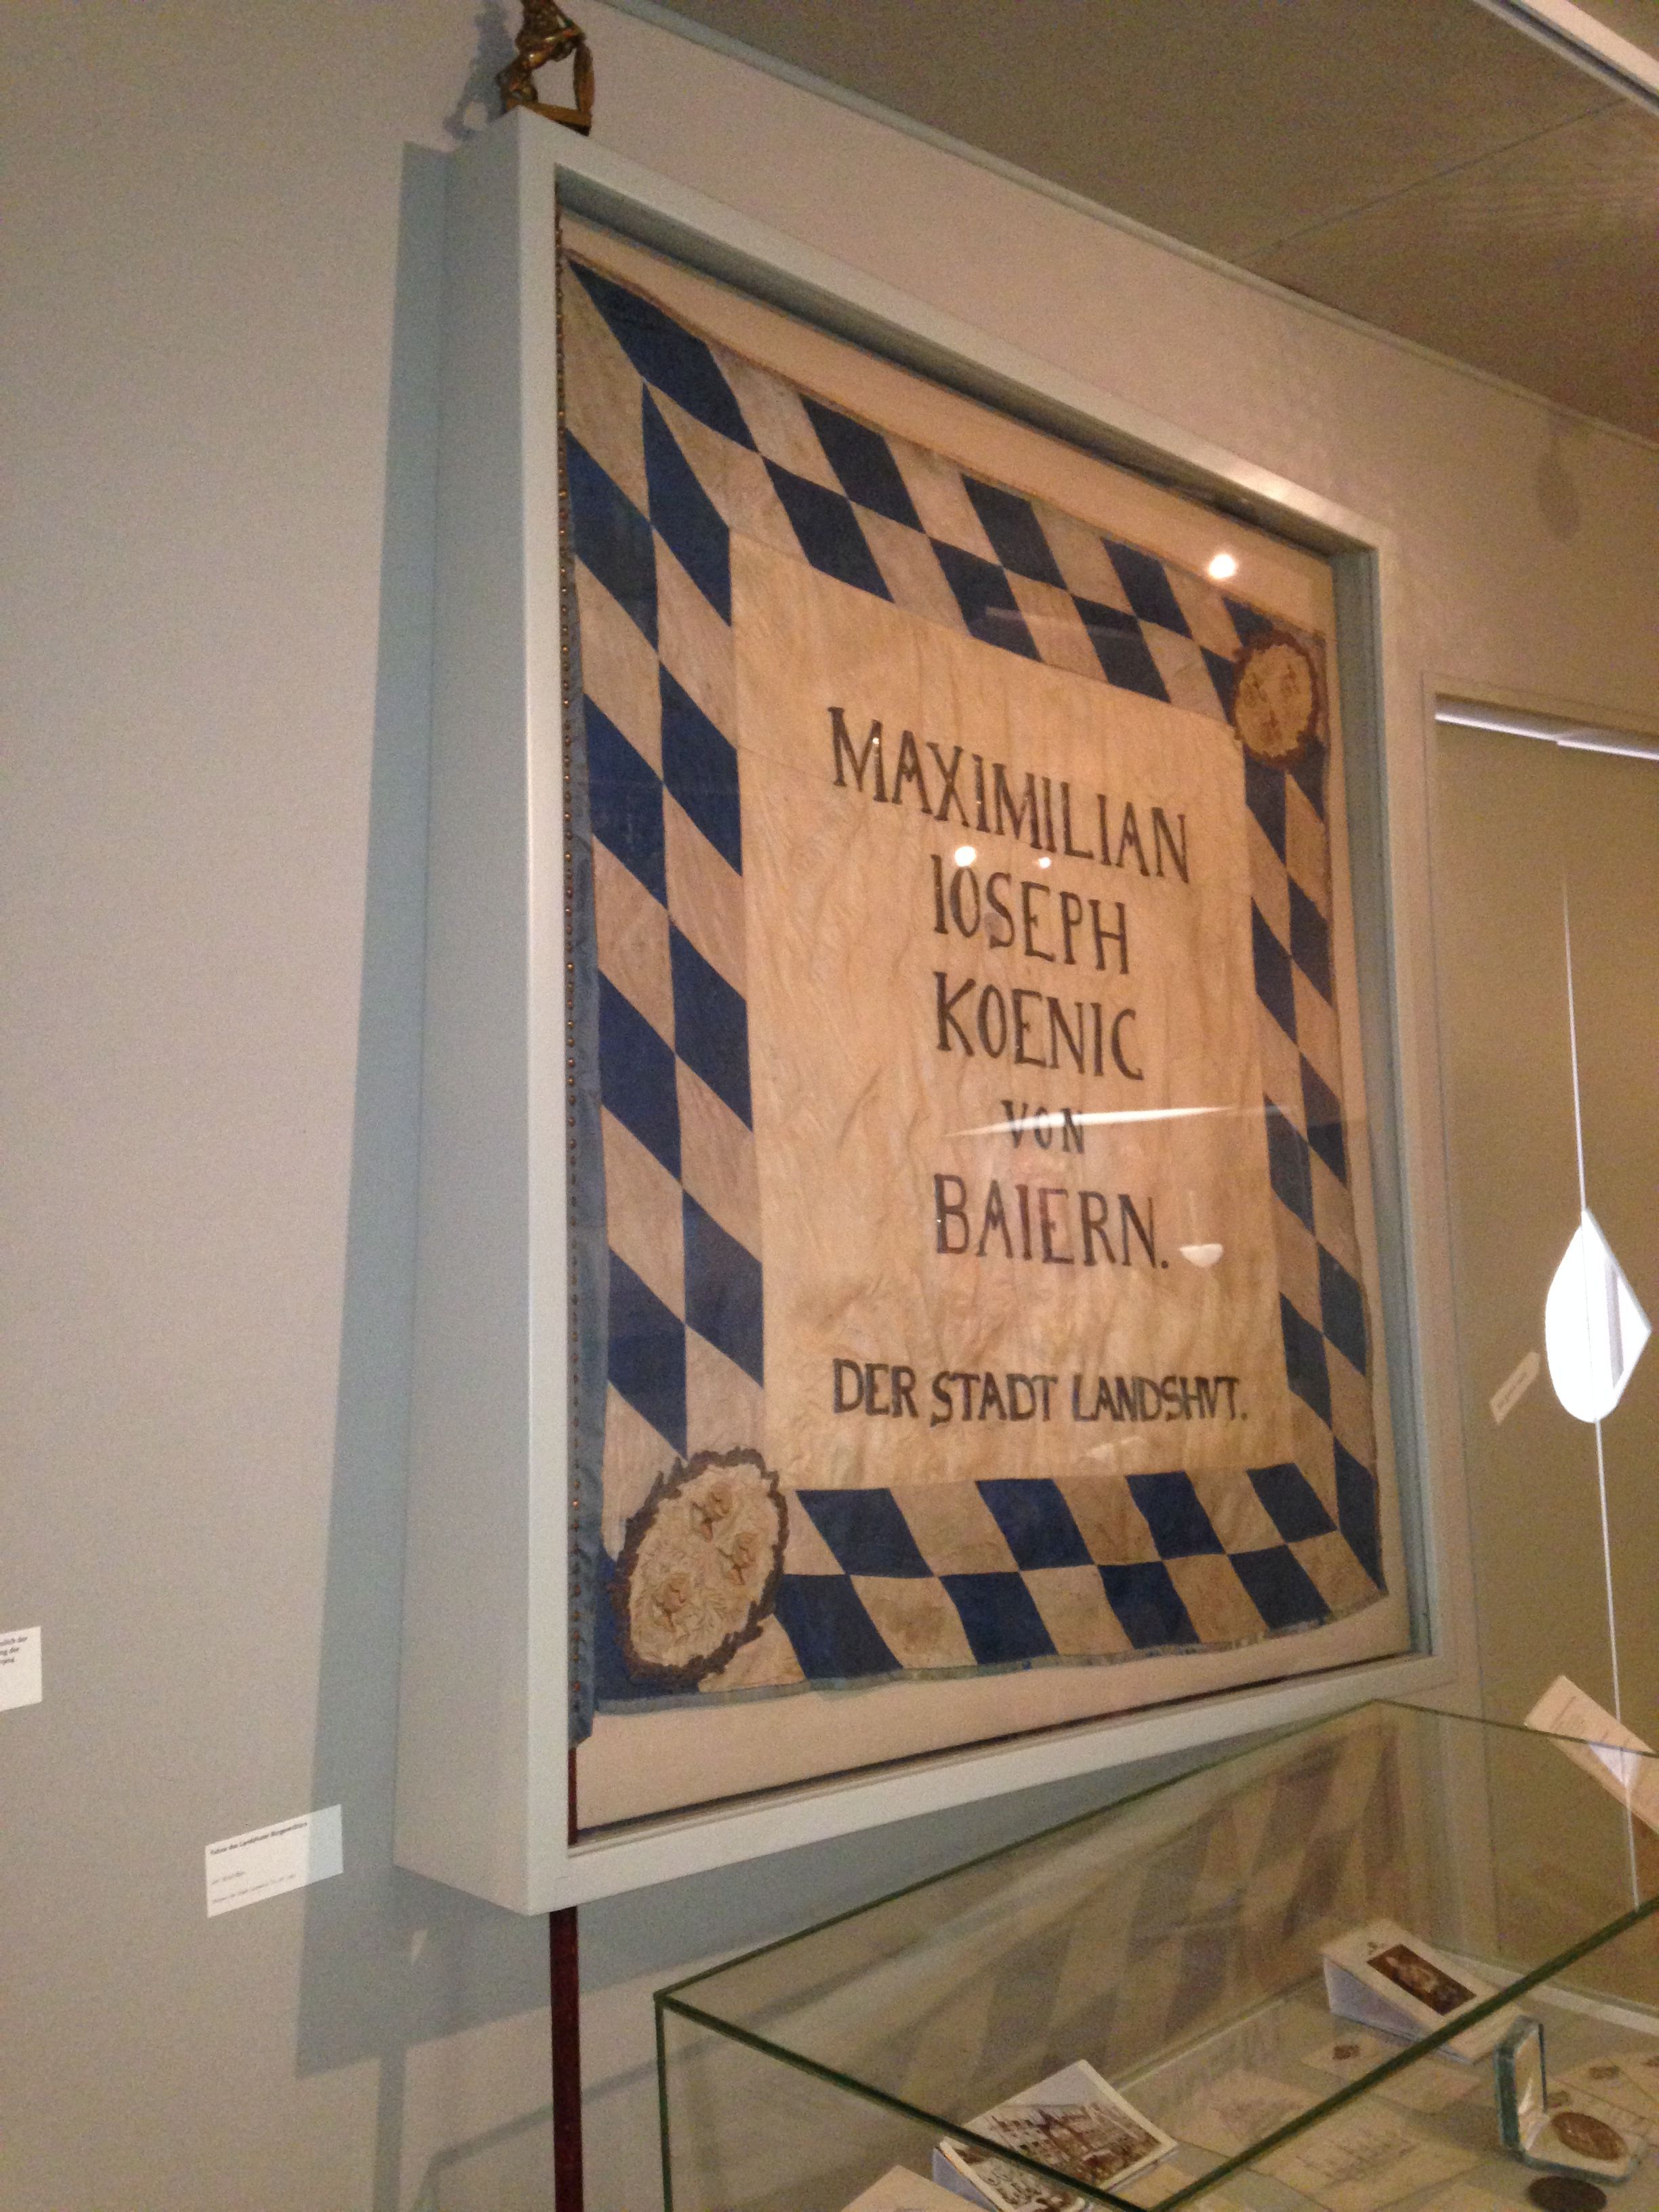 MAXIMILIAN
IOSEPH
KOENIC
VON
BAIERN.
DER STADT LANDSHVT.